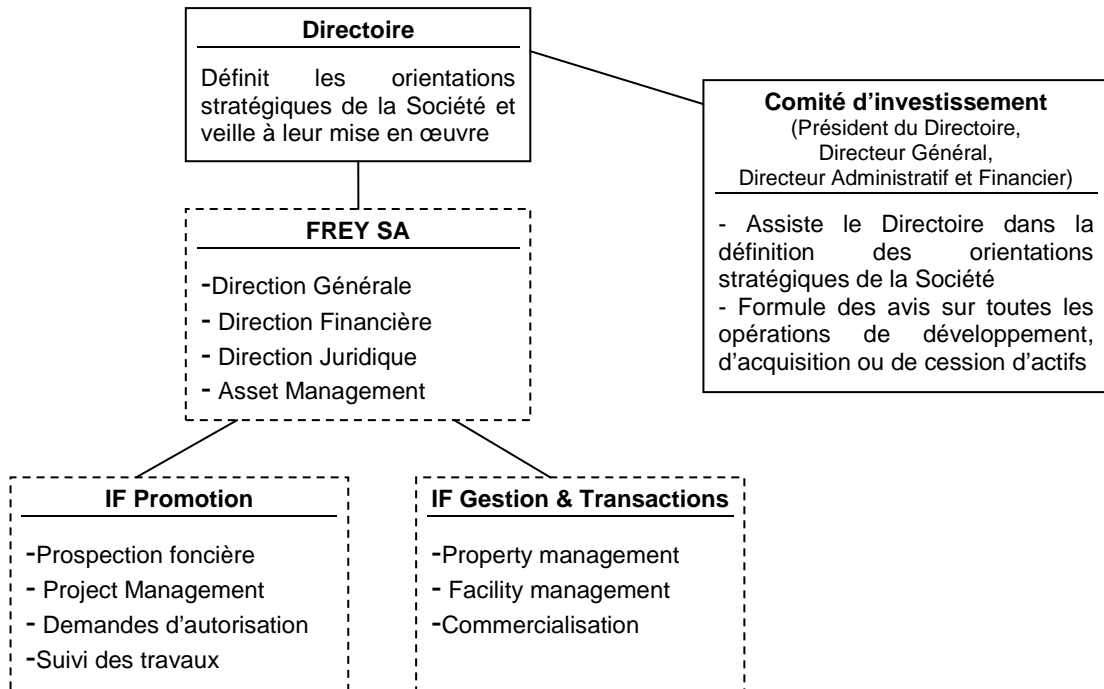 Directoire
Définit les orientations
stratégiques de la Société et
veille à leur mise en œuvre
Comité d'investissement
(Président du Directoire,
Directeur Général,
Directeur Administratif et Financier)
- Assiste le Directoire dans la
définition des orientations
stratégiques de la Société
- Formule des avis sur toutes les
opérations de développement,
d'acquisition ou de cession d'actifs
FREY SA
-Direction Générale
- Direction Financière
- Direction Juridique
- Asset Management
IF Promotion
-Prospection foncière
- Project Management
- Demandes d'autorisation
-Suivi des travaux
IF Gestion & Transactions
-Property management
- Facility management
-Commercialisation